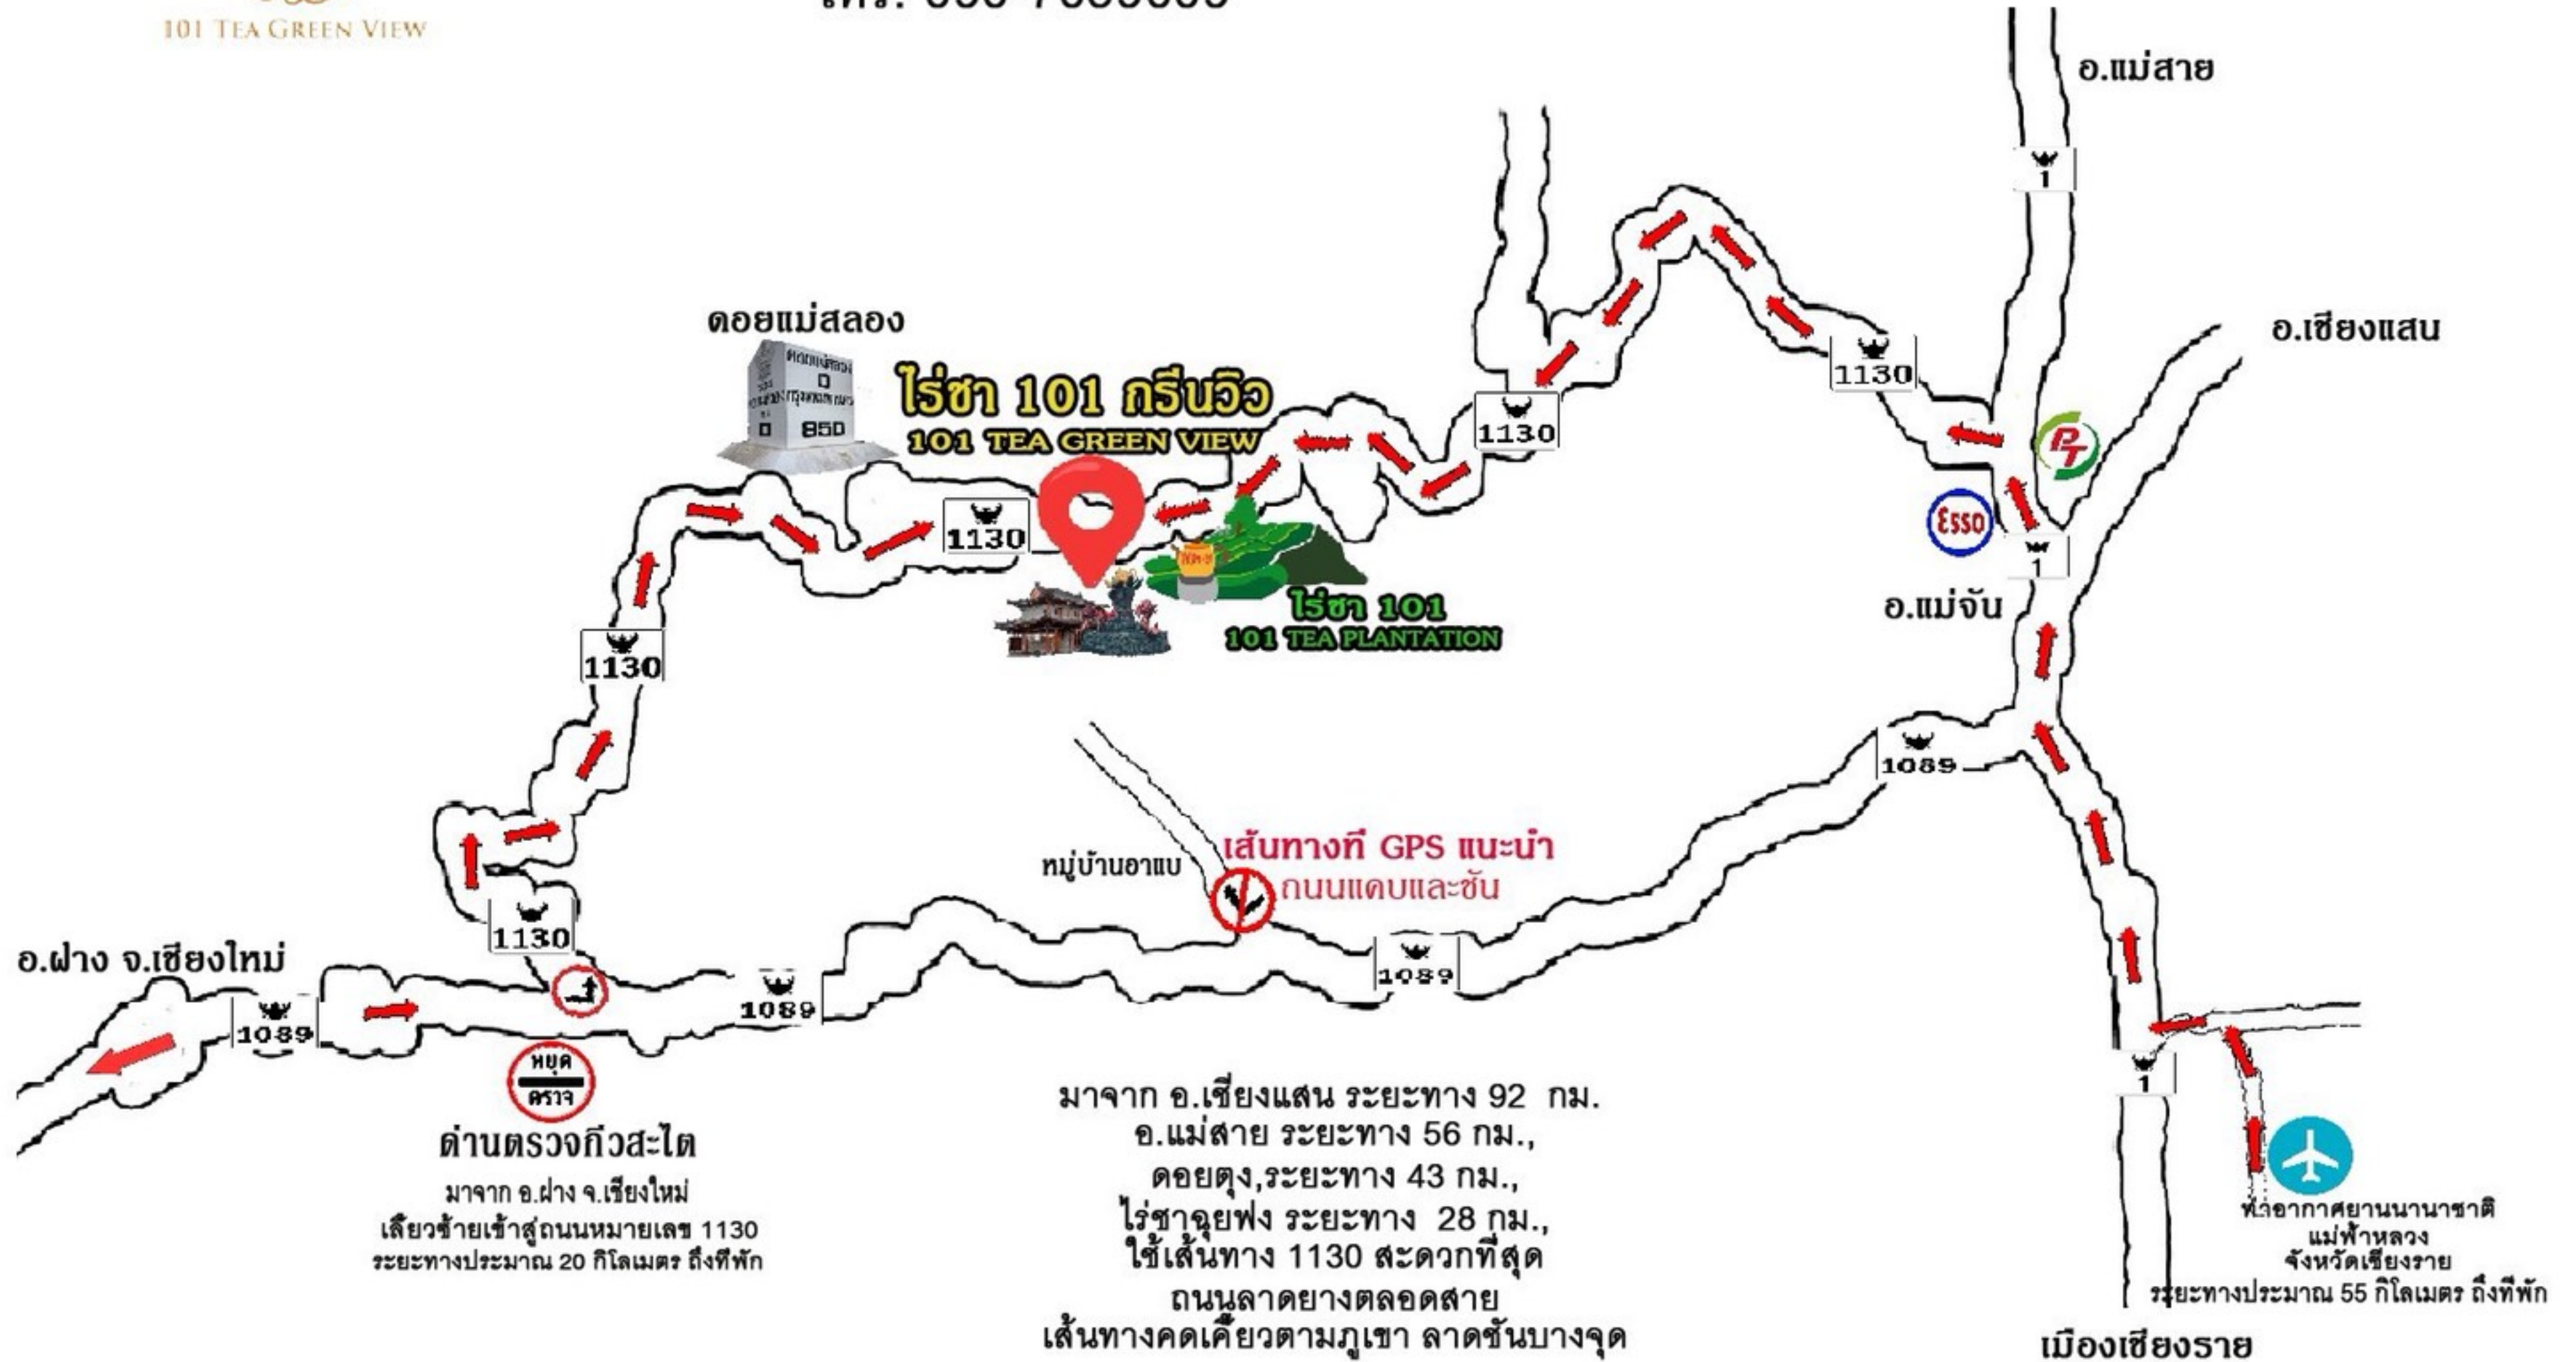 101 TEA GREEN VIEW
อ.แม่สาย
1
อ.เชียงแสน
ดอยแม่สลอง
0
0 850
ไร่ชา 101 กรีนวิว
101 TEA GREEN VIEW
1130
1130
1130
PT
Esso
1
อ.แม่จัน
ไร่ชา 101
101 TEA PLANTATION
1130
1089
เส้นทางที่ GPS แนะนำ
ถนนแคบและชัน
หมู่บ้านอาแบ
1130
อ.ฝาง จ.เชียงใหม่
1089
1089
1089
หยุด
ตรวจ
ด่านตรวจกิ่วสะไต
มาจาก อ.ฝาง จ.เชียงใหม่
เลี้ยวซ้ายเข้าสู่ถนนหมายเลข 1130
ระยะทางประมาณ 20 กิโลเมตร ถึงที่พัก
มาจาก อ.เชียงแสน ระยะทาง 92 กม.
อ.แม่สาย ระยะทาง 56 กม.,
ดอยตุง,ระยะทาง 43 กม.,
ไร่ชาฉุยฟง ระยะทาง 28 กม.,
ใช้เส้นทาง 1130 สะดวกที่สุด
ถนนลาดยางตลอดสาย
เส้นทางคดเคี้ยวตามภูเขา ลาดชันบางจุด
1
ท่าอากาศยานนานาชาติ
แม่ฟ้าหลวง
จังหวัดเชียงราย
ระยะทางประมาณ 55 กิโลเมตร ถึงที่พัก
เมืองเชียงราย